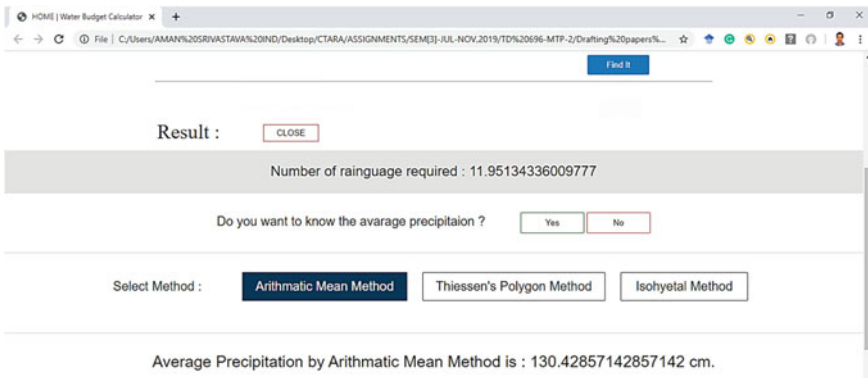 HOME | Water Budget Calculator × +
File | C:/Users/AMAN%20SRIVASTAVA%20IND/Desktop/CTARA/ASSIGNMENTS/SEM[3]-JUL-NOV,2019/TD%20696-MTP-2/Drafting%20papers%...
Find It
Result : CLOSE
Number of rainguage required : 11.95134336009777
Do you want to know the avarage precipitaion ? Yes No
Select Method : Arithmatic Mean Method Thiessen's Polygon Method Isohyetal Method
Average Precipitation by Arithmatic Mean Method is : 130.42857142857142 cm.